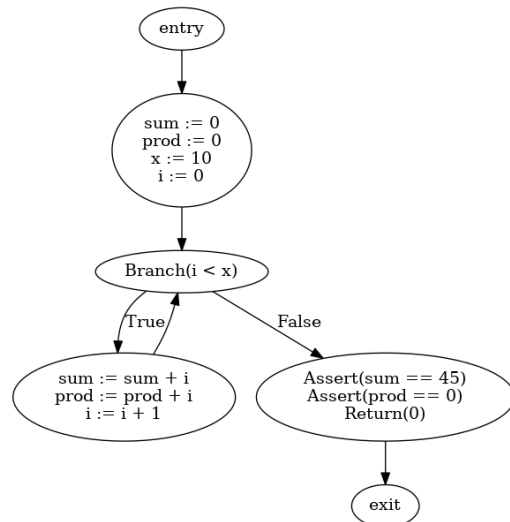 entry
sum := 0
prod := 0
x := 10
i := 0
Branch(i < x)
True
False
sum := sum + i
prod := prod + i
i := i + 1
Assert(sum == 45)
Assert(prod == 0)
Return(0)
exit